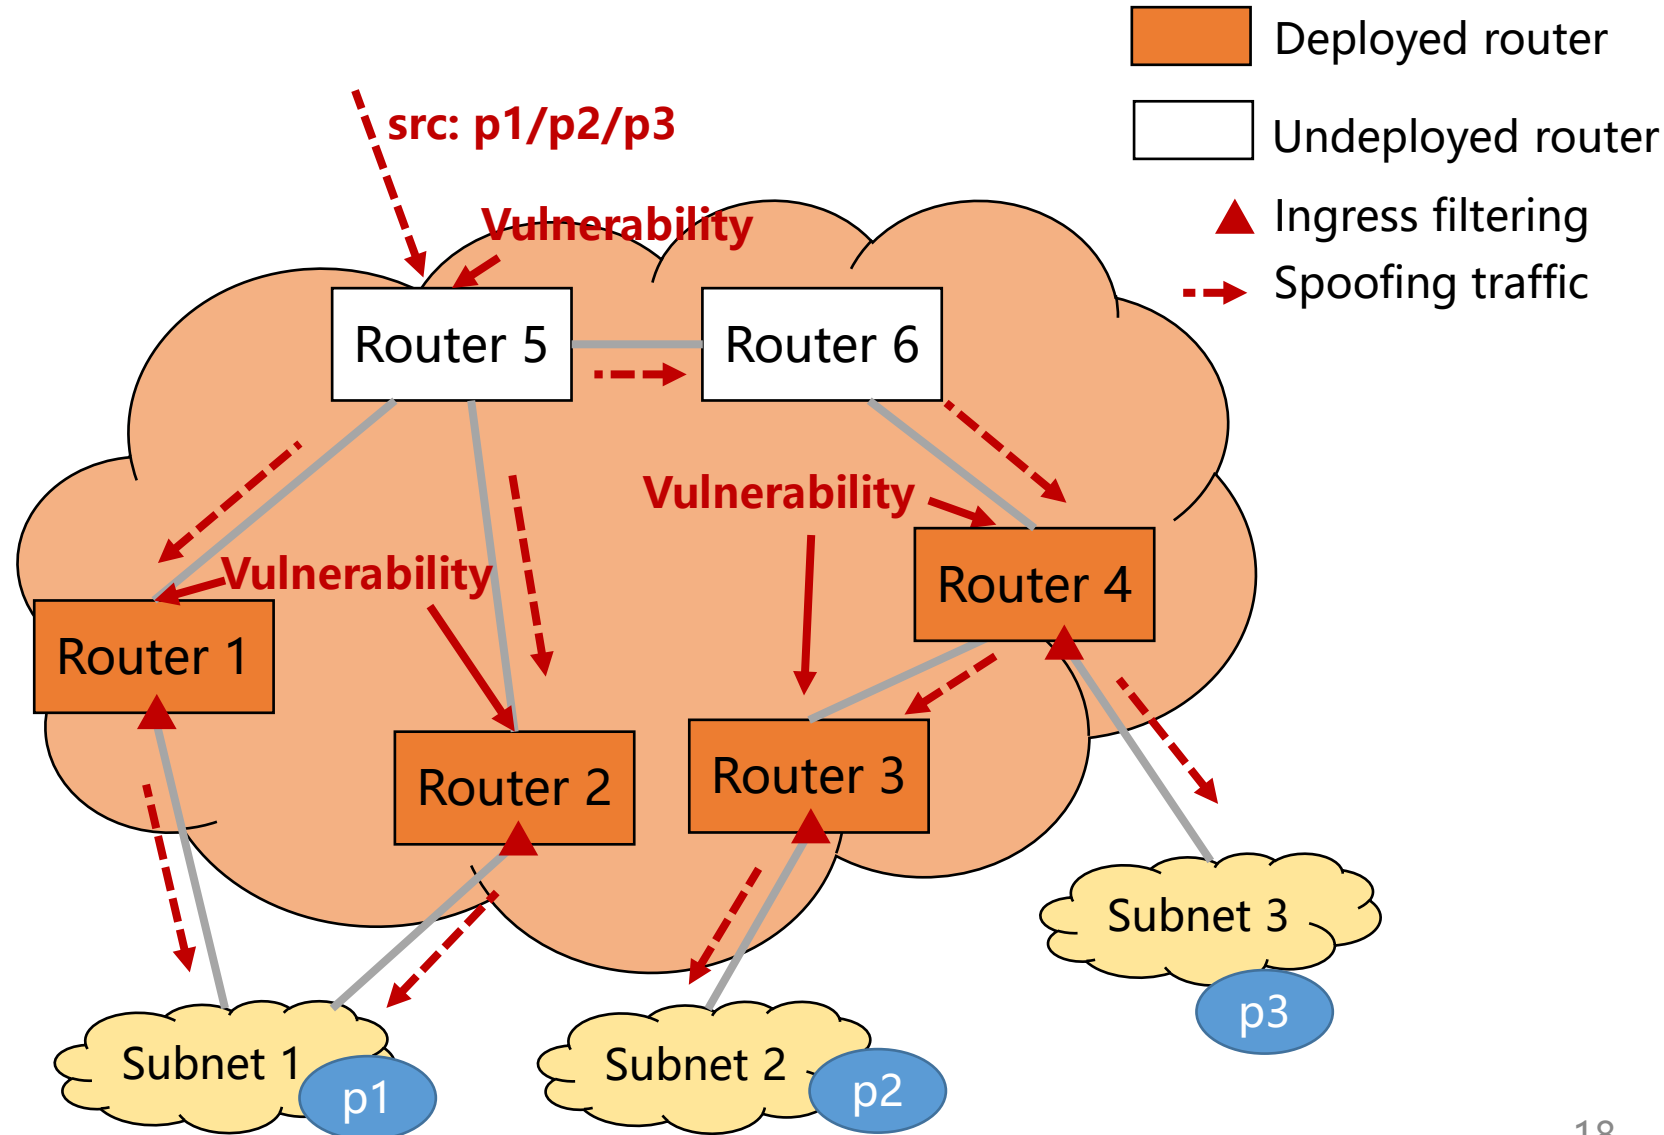 Deployed router
src: p1/p2/p3
Undeployed router
Vulnerability
Ingress filtering
Spoofing traffic
Router 5
Router 6
Vulnerability
Vulnerability
Router 4
Router 1
Router 2
Router 3
Subnet 3
p3
Subnet 1
p1
Subnet 2
p2
18